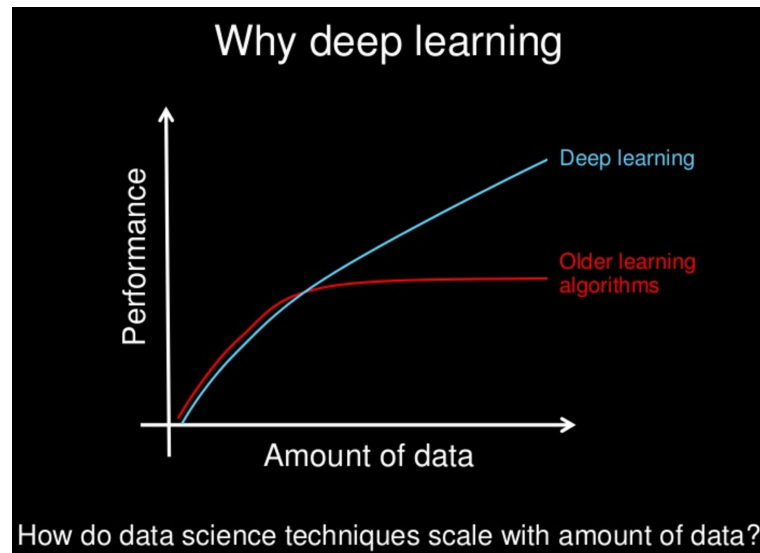 Why deep learning
Deep learning
Performance
Older learning
algorithms
Amount of data
How do data science techniques scale with amount of data?